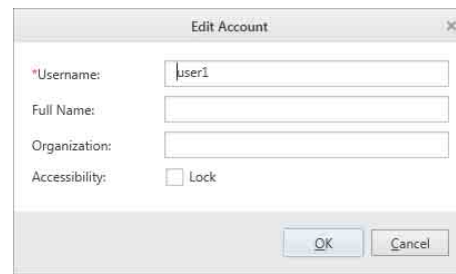 Edit Account
*Username: user1
Full Name:
Organization:
Accessibility: Lock
OK Cancel